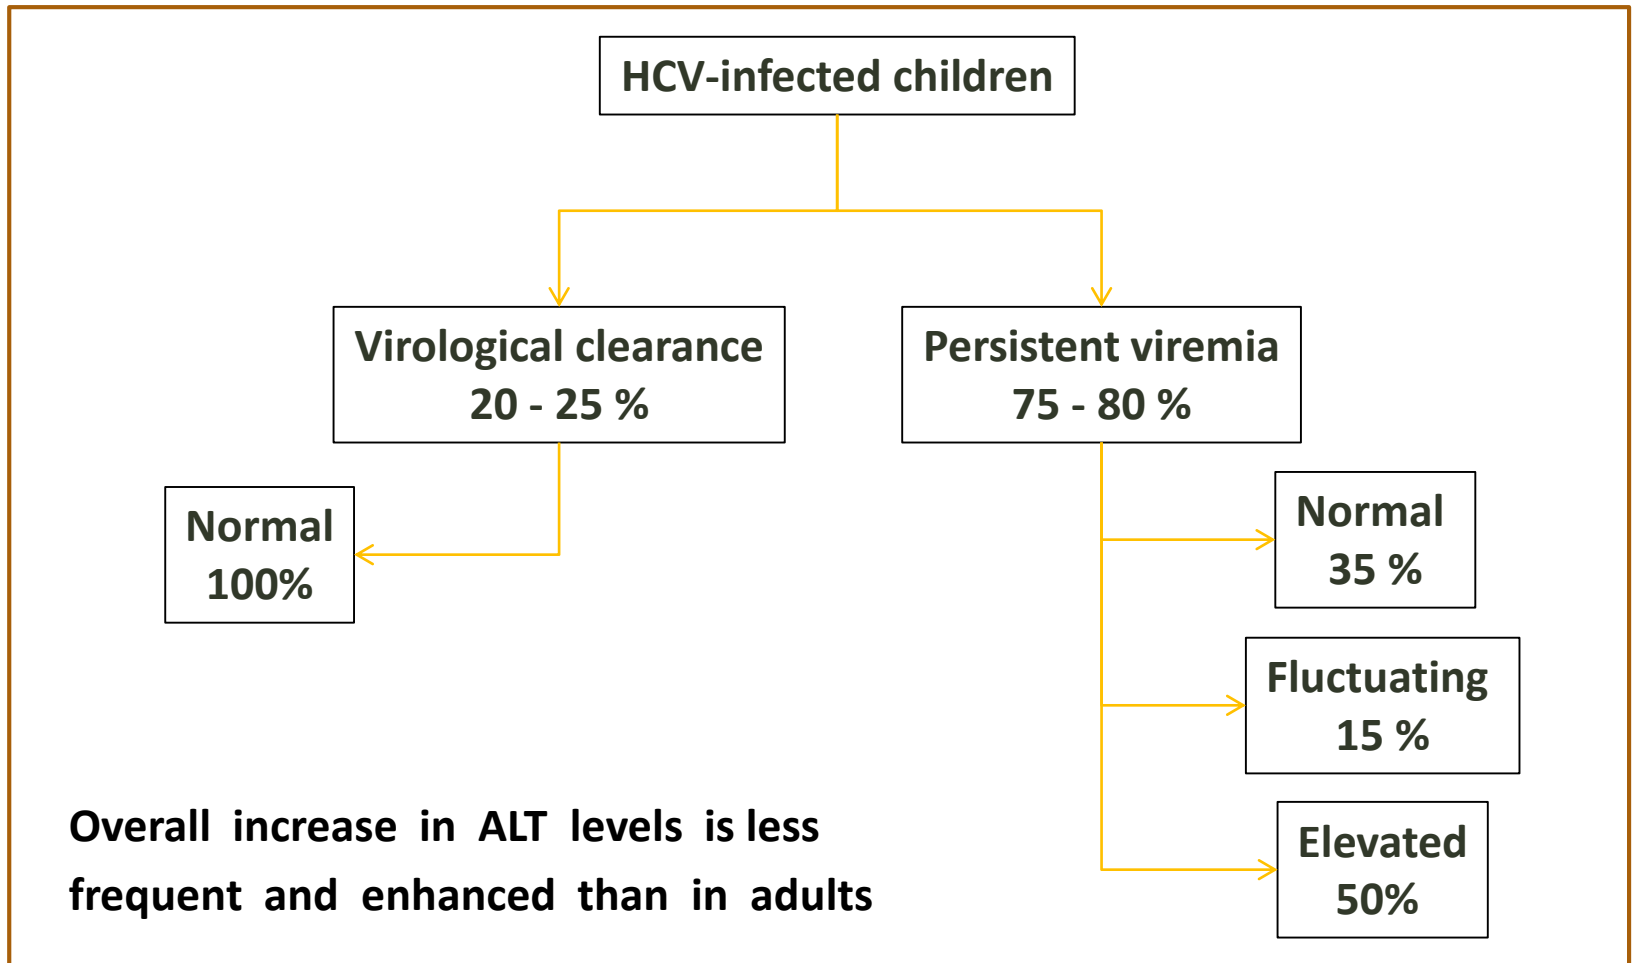 HCV-infected children
Virological clearance
20 - 25 %
Persistent viremia
75 - 80 %
Normal
100%
Normal
35 %
Fluctuating
15 %
Elevated
50%
Overall increase in ALT levels is less
frequent and enhanced than in adults